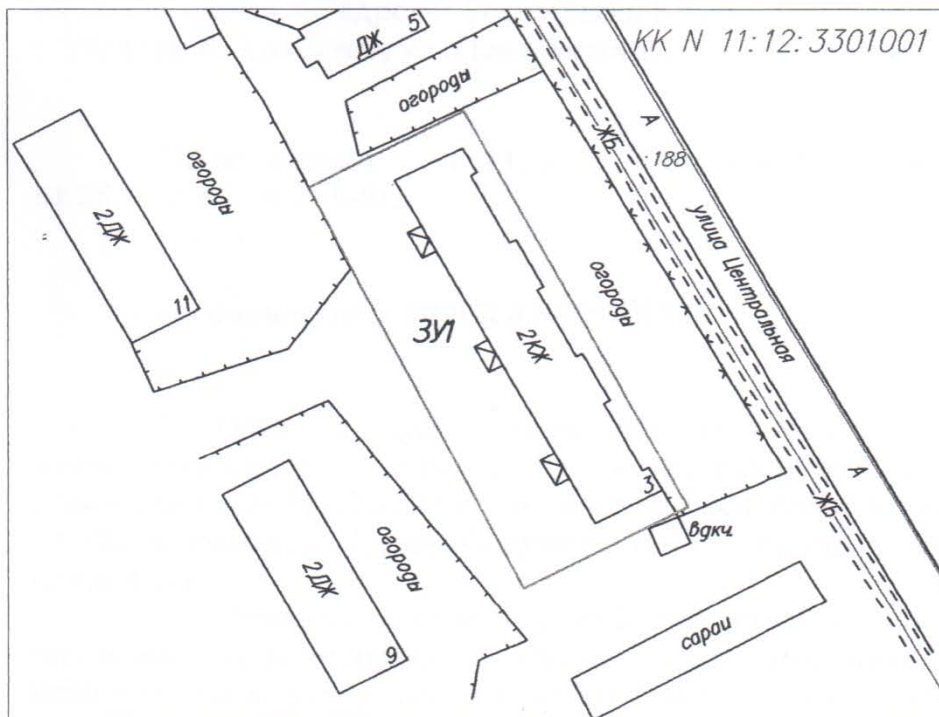 КК N 11:12:3301001
5
ДЖ
огороды
А
ЖБ
:188
огороды
2ДЖ
11
улица Центральная
огороды
ЗУ1
2КЖ
3
А
ЖБ
вдкч
огороды
2ДЖ
9
сараи